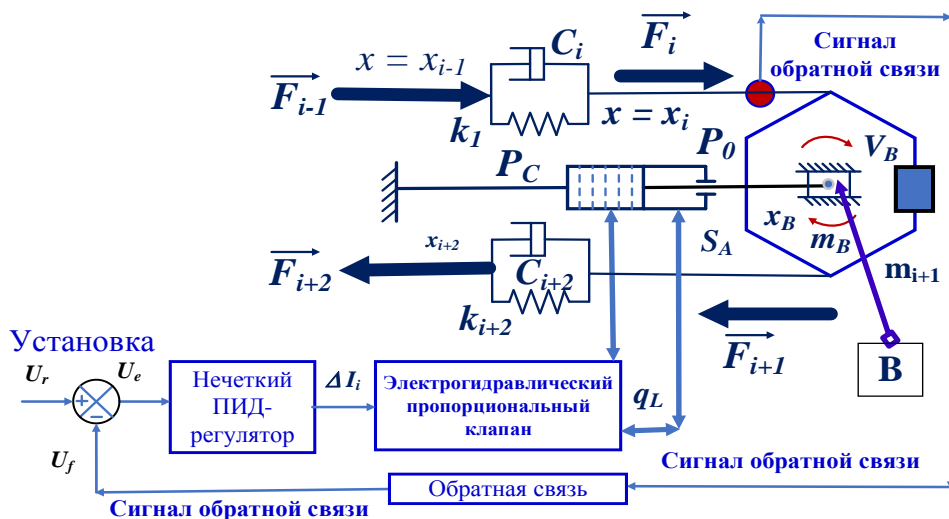 C_i
F_i
Сигнал
обратной связи
x = x_{i-1}
F_{i-1}
k_1
x = x_i
P_0
P_C
V_B
x_B
m_B
S_A
x_{i+2}
F_{i+2}
C_{i+2}
k_{i+2}
m_{i+1}
F_{i+1}
B
Установка
U_r
U_e
Нечеткий
ПИД-
регулятор
ΔI_i
Электрогидравлический
пропорциональный
клапан
q_L
U_f
Обратная связь
Сигнал обратной связи
Сигнал обратной связи